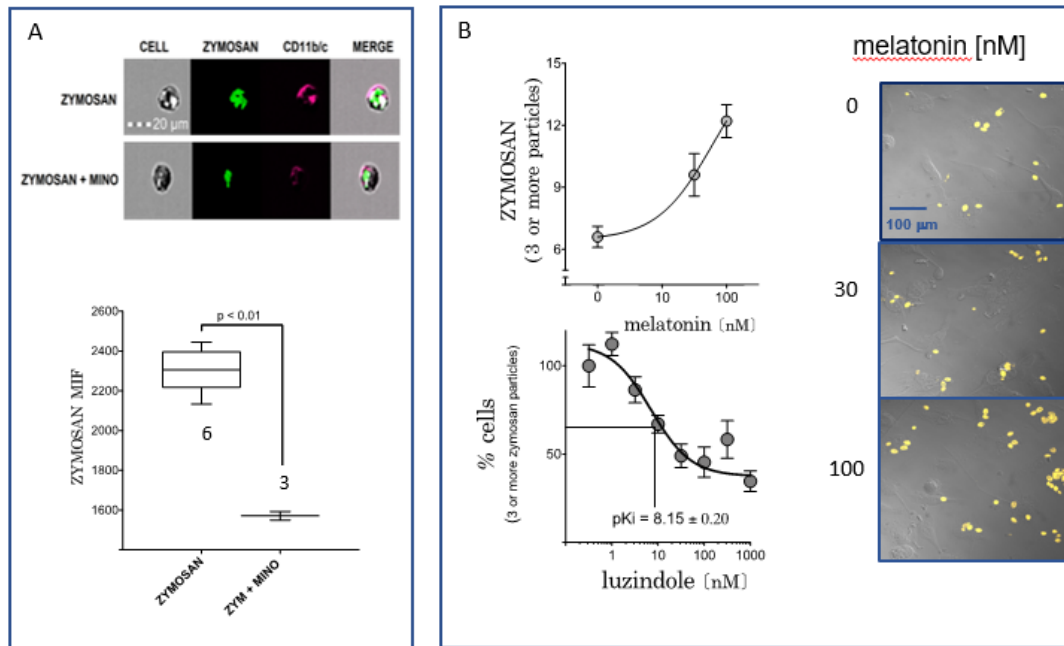 A
CELL ZYMOSAN CD11b/c MERGE
ZYMOSAN
20 µm
ZYMOSAN + MINO
2600
2400
2200
2000
1800
1600
ZYMOSAN MIF
p < 0.01
6
3
ZYMOSAN
ZYM + MINO
B
ZYMOSAN
(3 or more particles)
15
12
9
6
0 10 100
melatonin [nM]
% cells
(3 or more zymosan particles)
100
50
pKi = 8.15 ± 0.20
1 10 100 1000
luzindole [nM]
melatonin [nM]
0
100 µm
30
100